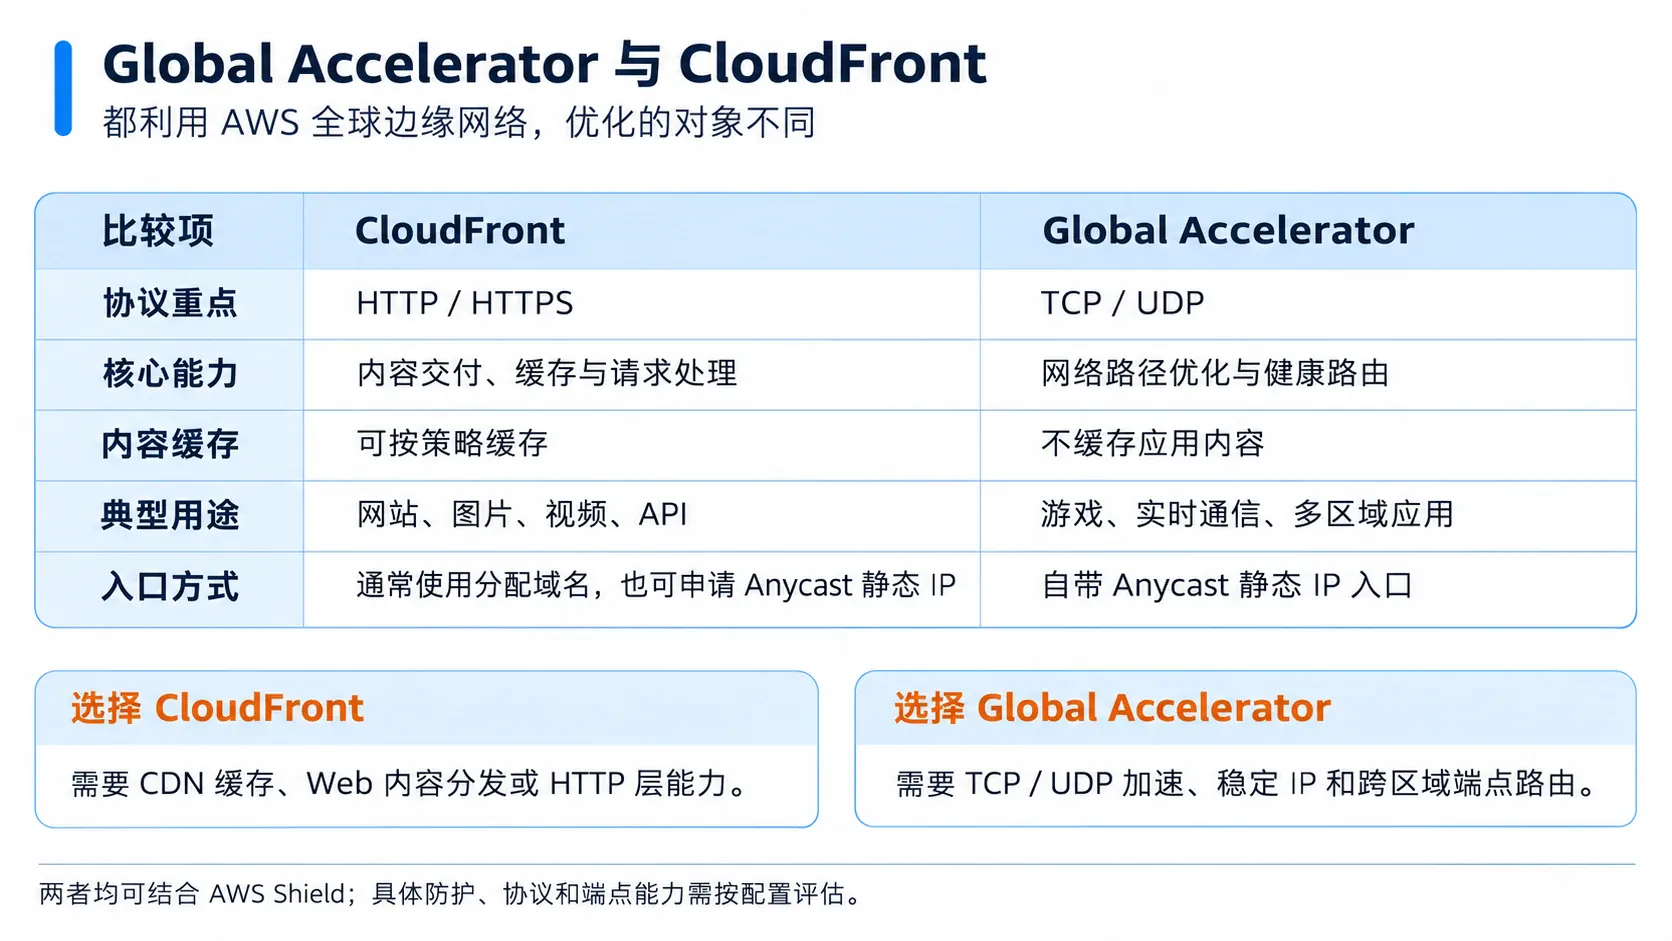 Global Accelerator 与 CloudFront
都利用 AWS 全球边缘网络，优化的对象不同
比较项 CloudFront Global Accelerator
协议重点 HTTP / HTTPS TCP / UDP
核心能力 内容交付、缓存与请求处理 网络路径优化与健康路由
内容缓存 可按策略缓存 不缓存应用内容
典型用途 网站、图片、视频、API 游戏、实时通信、多区域应用
入口方式 通常使用分配域名，也可申请 Anycast 静态 IP 自带 Anycast 静态 IP 入口
选择 CloudFront
需要 CDN 缓存、Web 内容分发或 HTTP 层能力。
选择 Global Accelerator
需要 TCP / UDP 加速、稳定 IP 和跨区域端点路由。
两者均可结合 AWS Shield；具体防护、协议和端点能力需按配置评估。